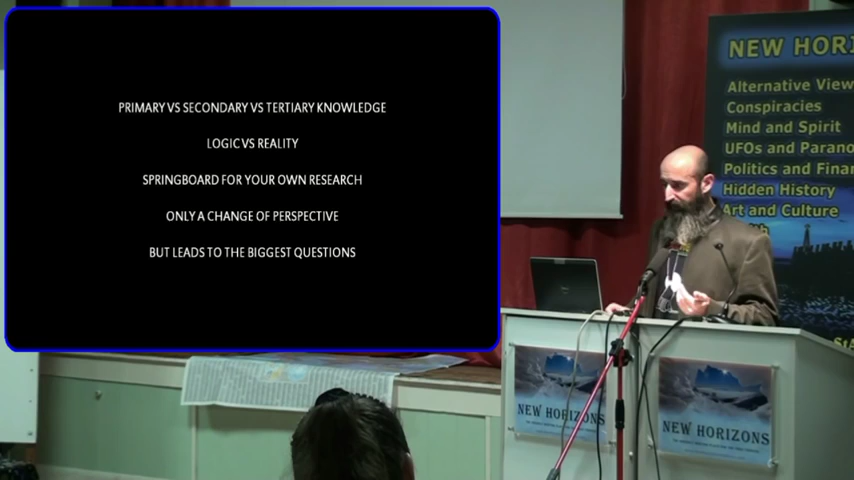 PRIMARY VS SECONDARY VS TERTIARY KNOWLEDGE
LOGIC VS REALITY
SPRINGBOARD FOR YOUR OWN RESEARCH
ONLY A CHANGE OF PERSPECTIVE
BUT LEADS TO THE BIGGEST QUESTIONS
NEW HORI
Alternative View
Conspiracies
Mind and Spirit
UFOs and Parano
Politics and Finan
Hidden History
Art and Culture
NEW HORIZONS
NEW HORIZONS